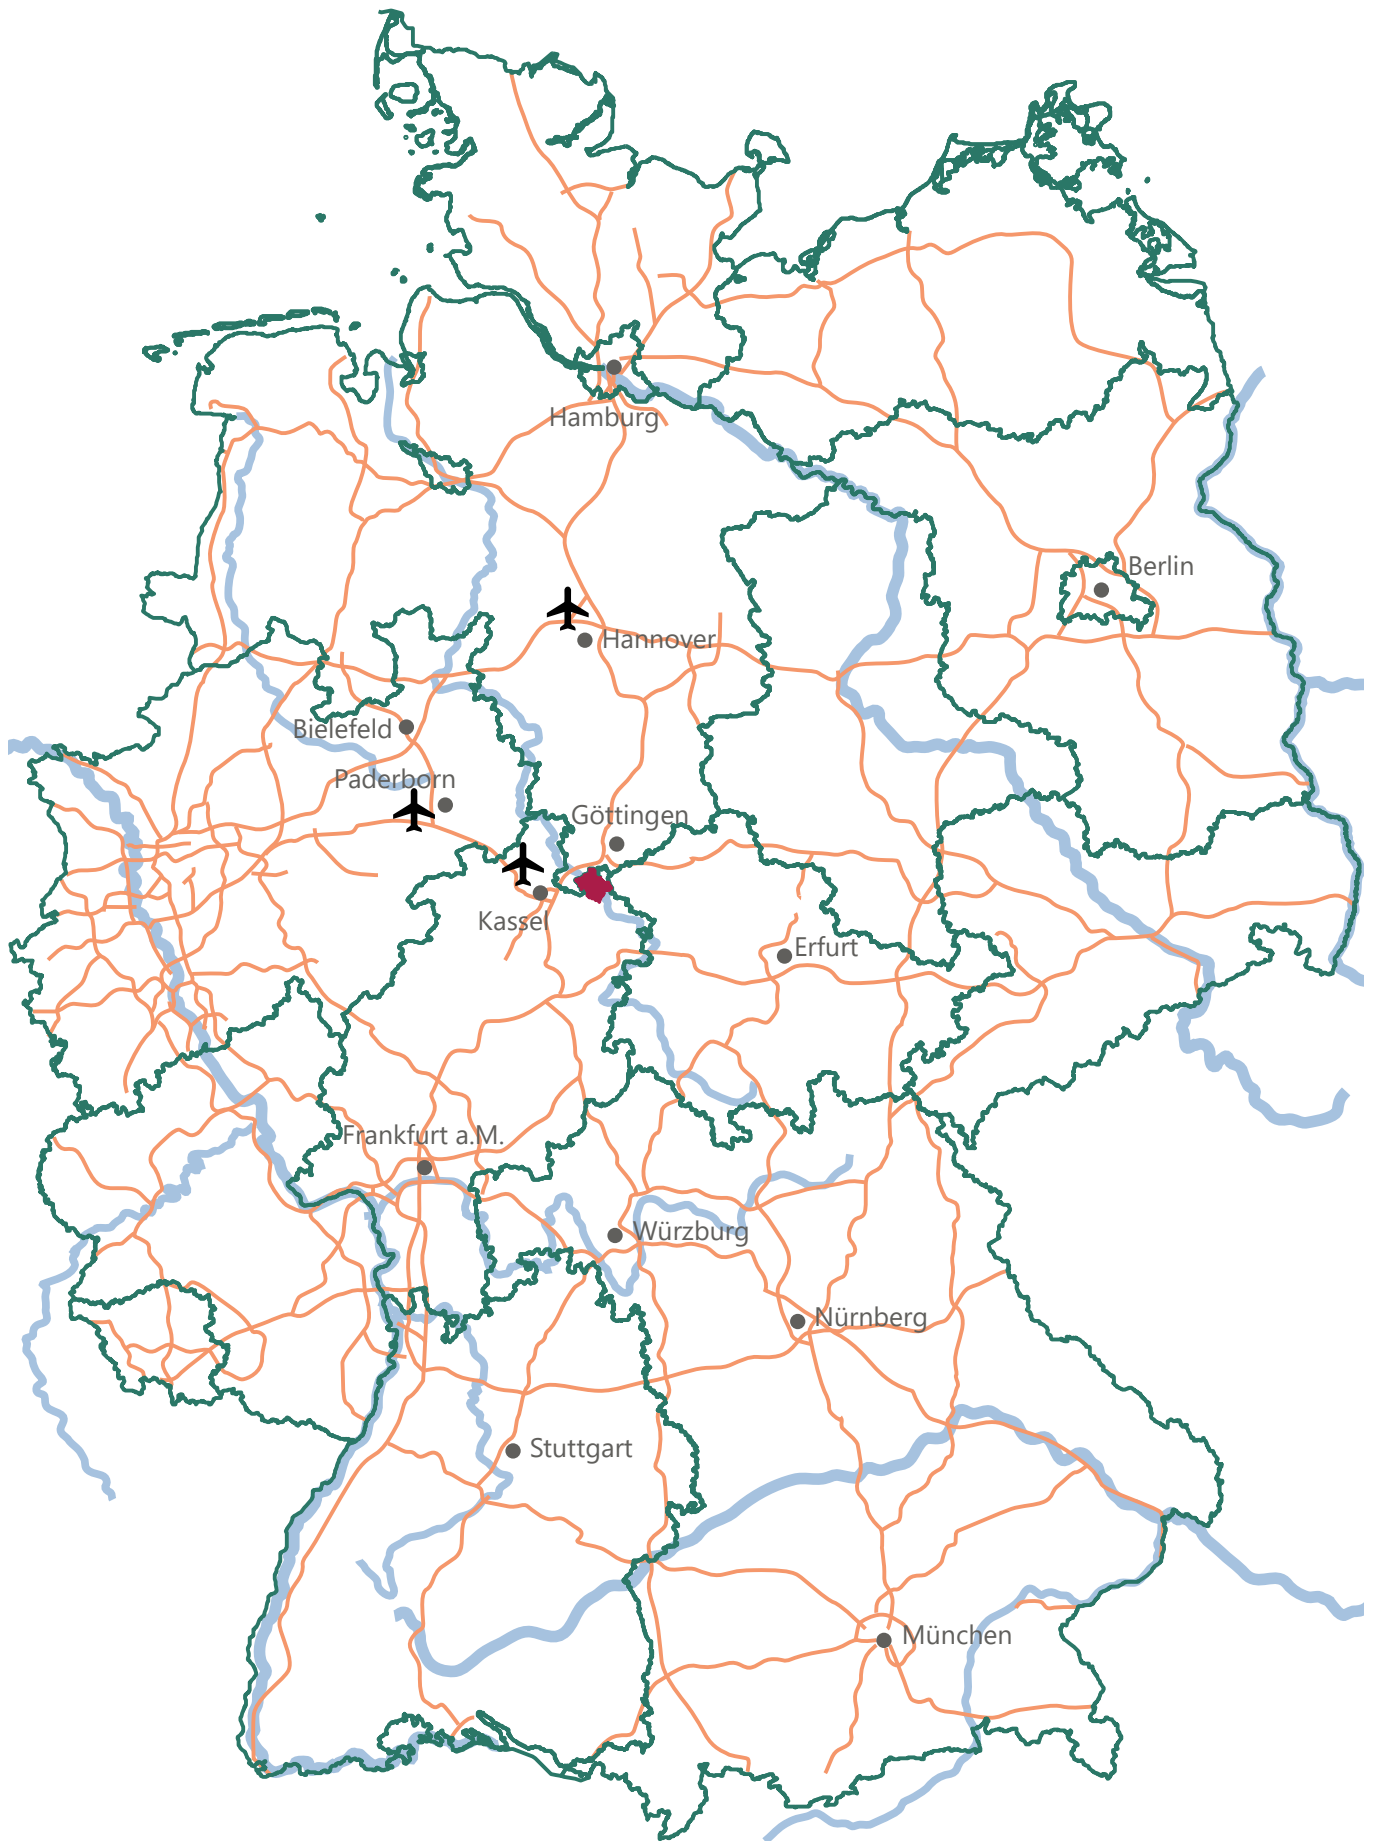 Hamburg
Berlin
Hannover
Bielefeld
Paderborn
Göttingen
Kassel
Erfurt
Frankfurt a.M.
Würzburg
Nürnberg
Stuttgart
München